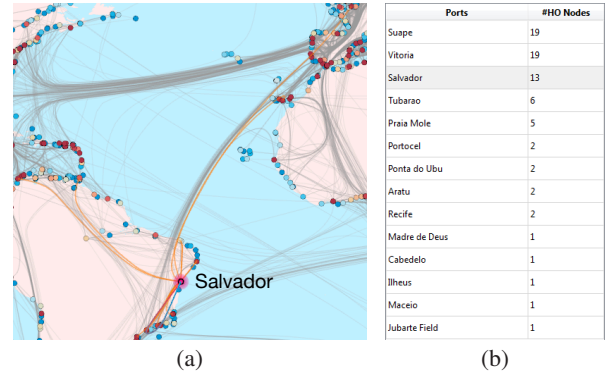 Salvador
(a)
Ports #HO Nodes
Suape 19
Vitoria 19
Salvador 13
Tubarao 6
Praia Mole 5
Portocel 2
Ponta do Ubu 2
Aratu 2
Recife 2
Madre de Deus 1
Cabedelo 1
Ilheus 1
Maceio 1
Jubarte Field 1
(b)